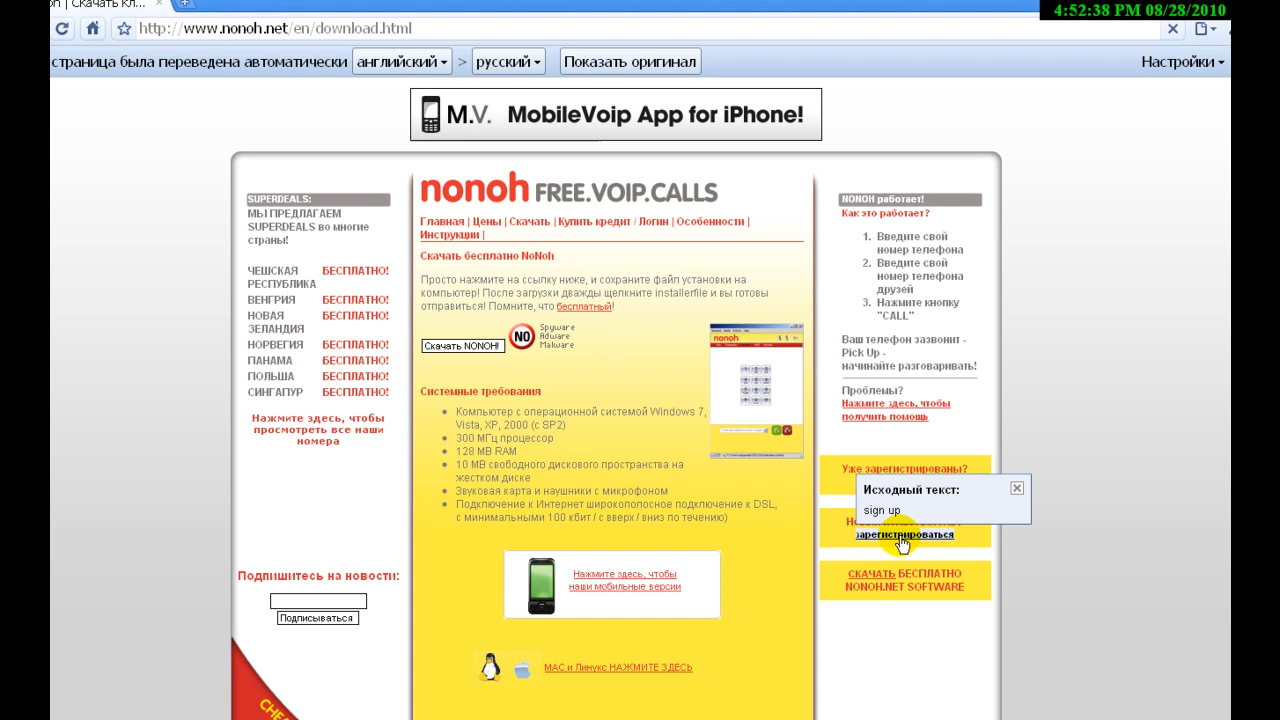 4:52:38 PM 08/28/2010
http://www.nonoh.net/en/download.html
страница была переведена автоматически английский > русский Показать оригинал Настройки
M.V. MobileVoip App for iPhone!
SUPERDEALS:
МЫ ПРЕДЛАГАЕМ
SUPERDEALS во многие
страны!
ЧЕШСКАЯ РЕСПУБЛИКА БЕСПЛАТНО!
ВЕНГРИЯ БЕСПЛАТНО!
НОВАЯ ЗЕЛАНДИЯ БЕСПЛАТНО!
НОРВЕГИЯ БЕСПЛАТНО!
ПАНАМА БЕСПЛАТНО!
ПОЛЬША БЕСПЛАТНО!
СИНГАПУР БЕСПЛАТНО!
Нажмите здесь, чтобы
просмотреть все наши
номера
Подпишитесь на новости:
Подписываться
nonoh FREE.VOIP.CALLS
Главная | Цены | Скачать | Купить кредит / Логин | Особенности |
Инструкции |
Скачать бесплатно NoNoh
Просто нажмите на ссылку ниже, и сохраните файл установки на
компьютер! После загрузки дважды щелкните installerfile и вы готовы
отправиться! Помните, что бесплатный!
Скачать NONOH!
NO
Spyware
Adware
Malware
nonoh
Системные требования
Компьютер с операционной системой Windows 7,
Vista, XP, 2000 (с SP2)
300 МГц процессор
128 MB RAM
10 MB свободного дискового пространства на
жестком диске
Звуковая карта и наушники с микрофоном
Подключение к Интернет широкополосное подключение к DSL,
с минимальными 100 кбит / с вверх / вниз по течению)
Нажмите здесь, чтобы
наши мобильные версии
МАС и Линукс НАЖМИТЕ ЗДЕСЬ
NONOH работает!
Как это работает?
1. Введите свой
номер телефона
2. Введите свой
номер телефона
друзей
3. Нажмите кнопку
"CALL"
Ваш телефон зазвонит -
Pick Up -
начинайте разговаривать!
Проблемы?
Нажмите здесь, чтобы
получить помощь
Уже зарегистрированы?
Исходный текст:
sign up
зарегистрироваться
СКАЧАТЬ БЕСПЛАТНО
NONOH.NET SOFTWARE